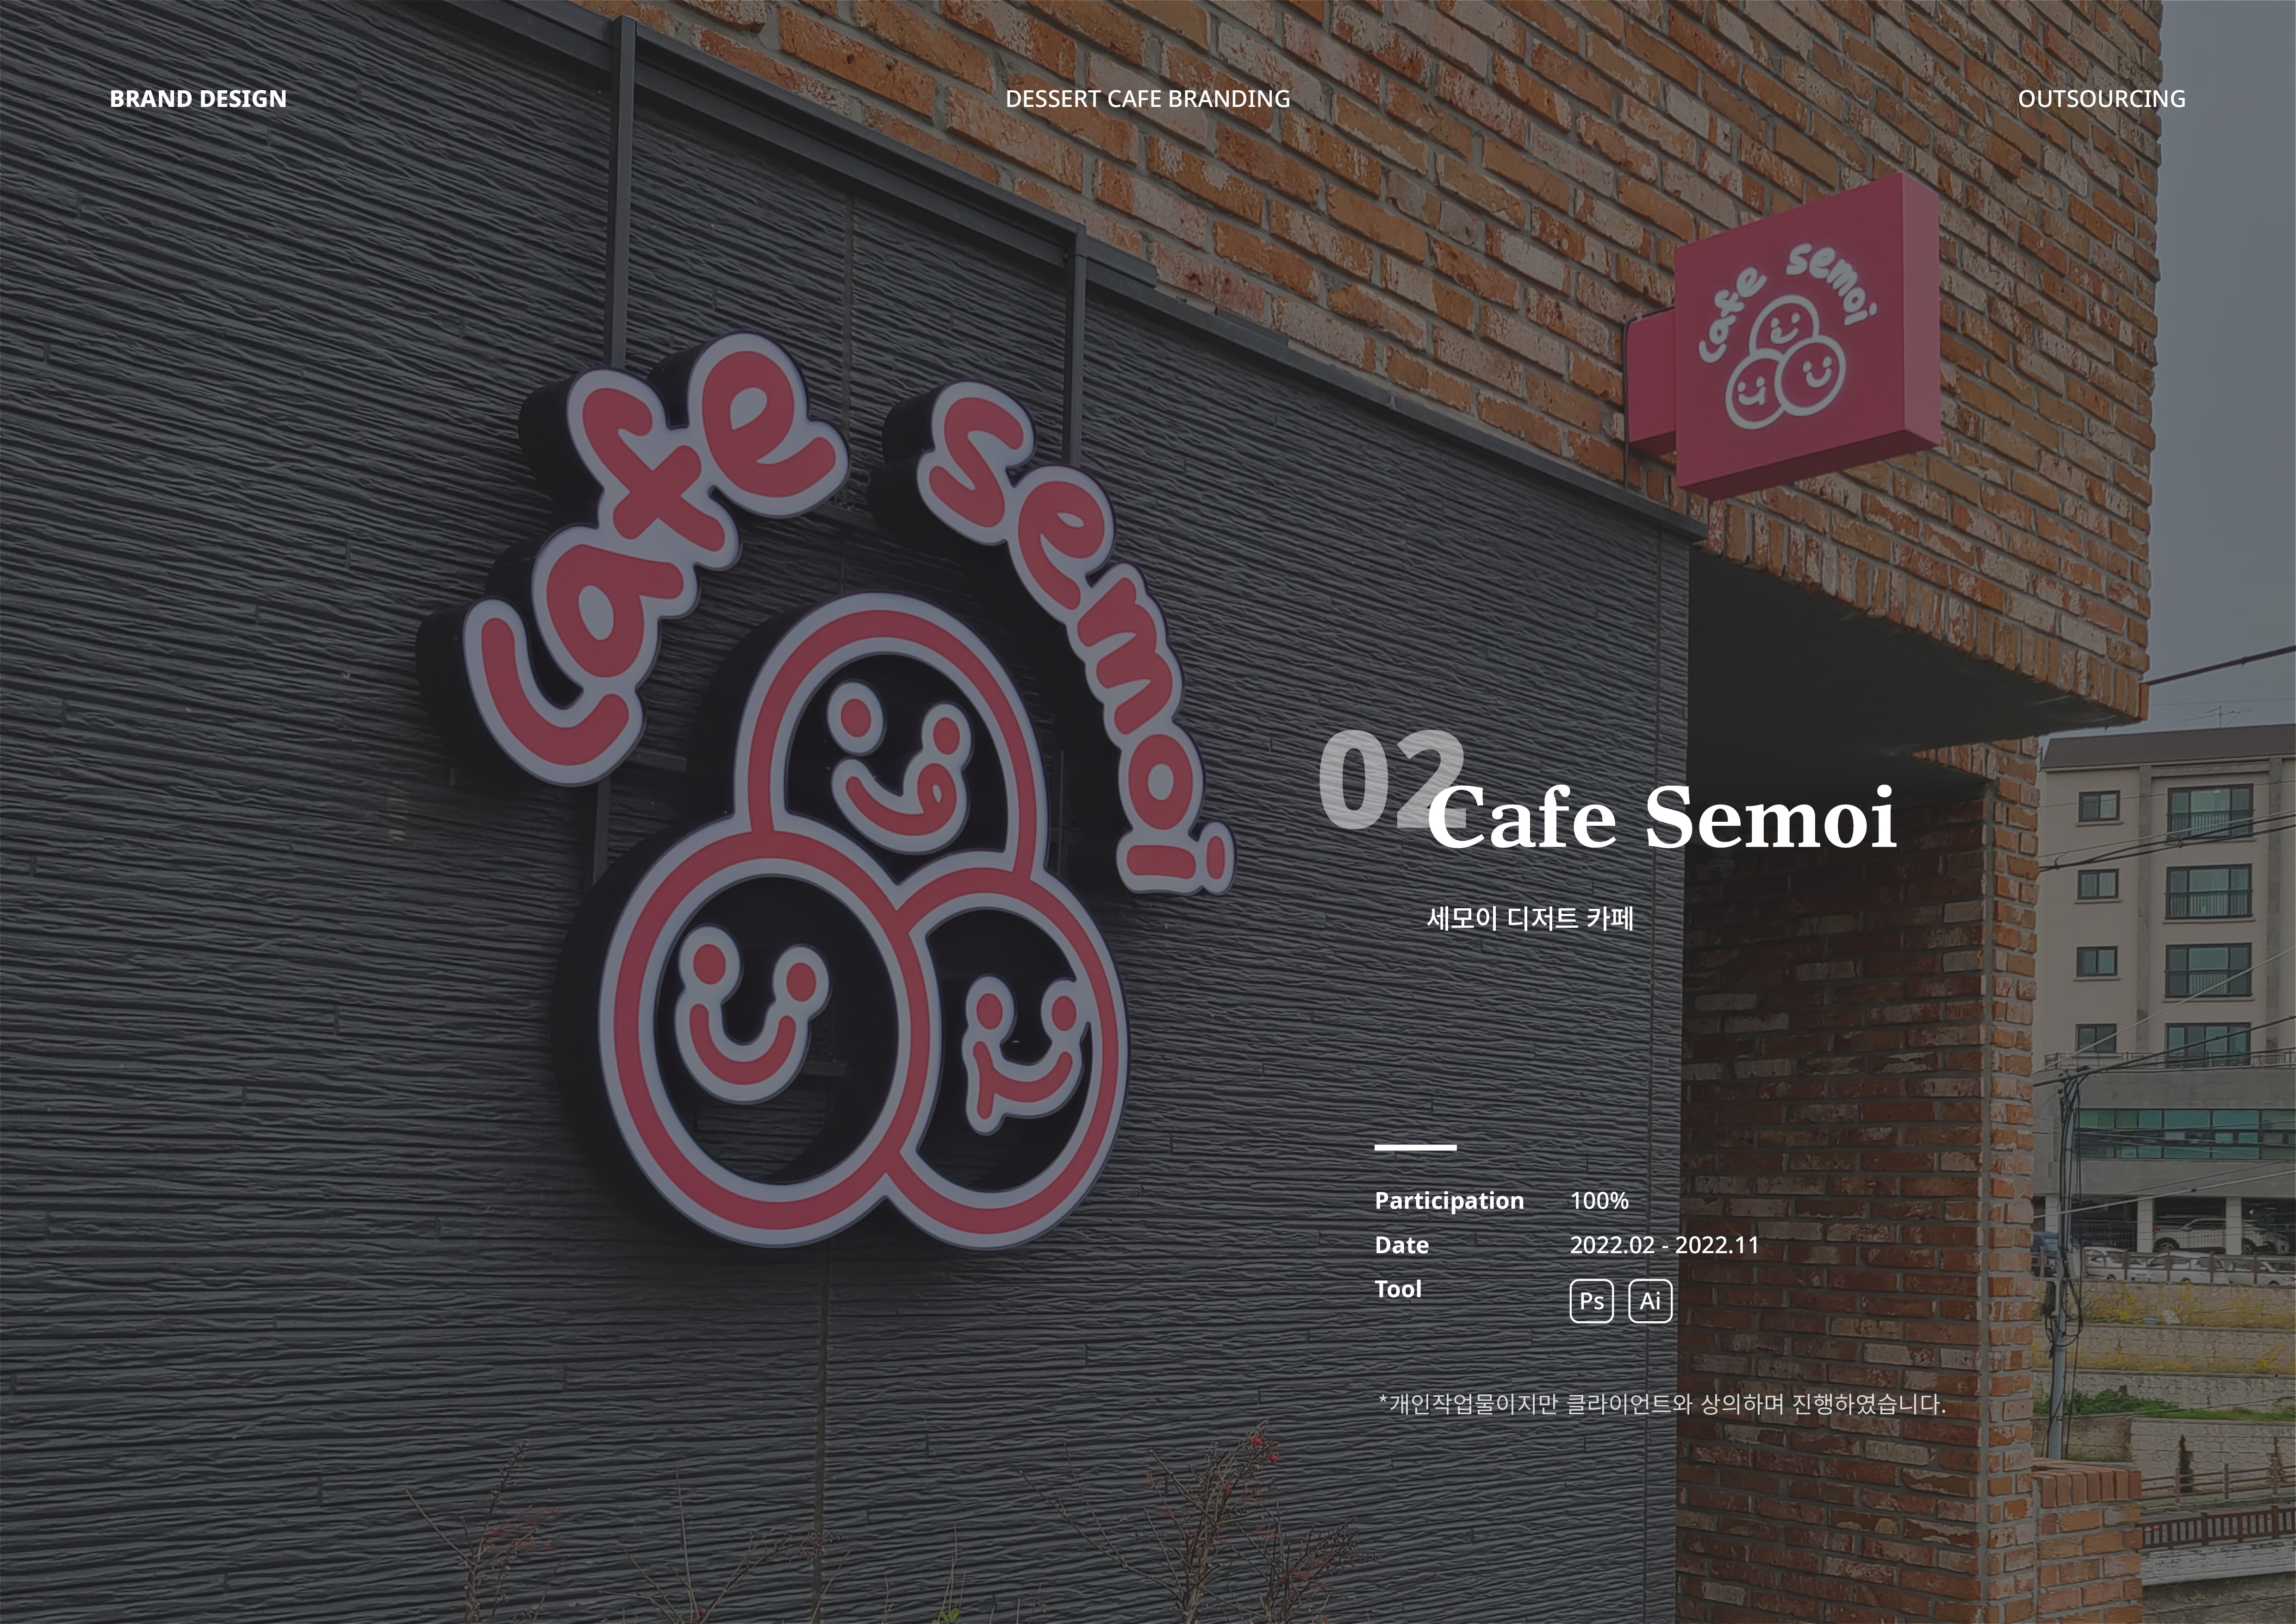 BRAND DESIGN
DESSERT CAFE BRANDING
OUTSOURCING
cafe semoi
cafe semoi
02
Cafe Semoi
세모이 디저트 카페
Participation 100%
Date 2022.02 - 2022.11
Tool Ps Ai
*개인작업물이지만 클라이언트와 상의하며 진행하였습니다.